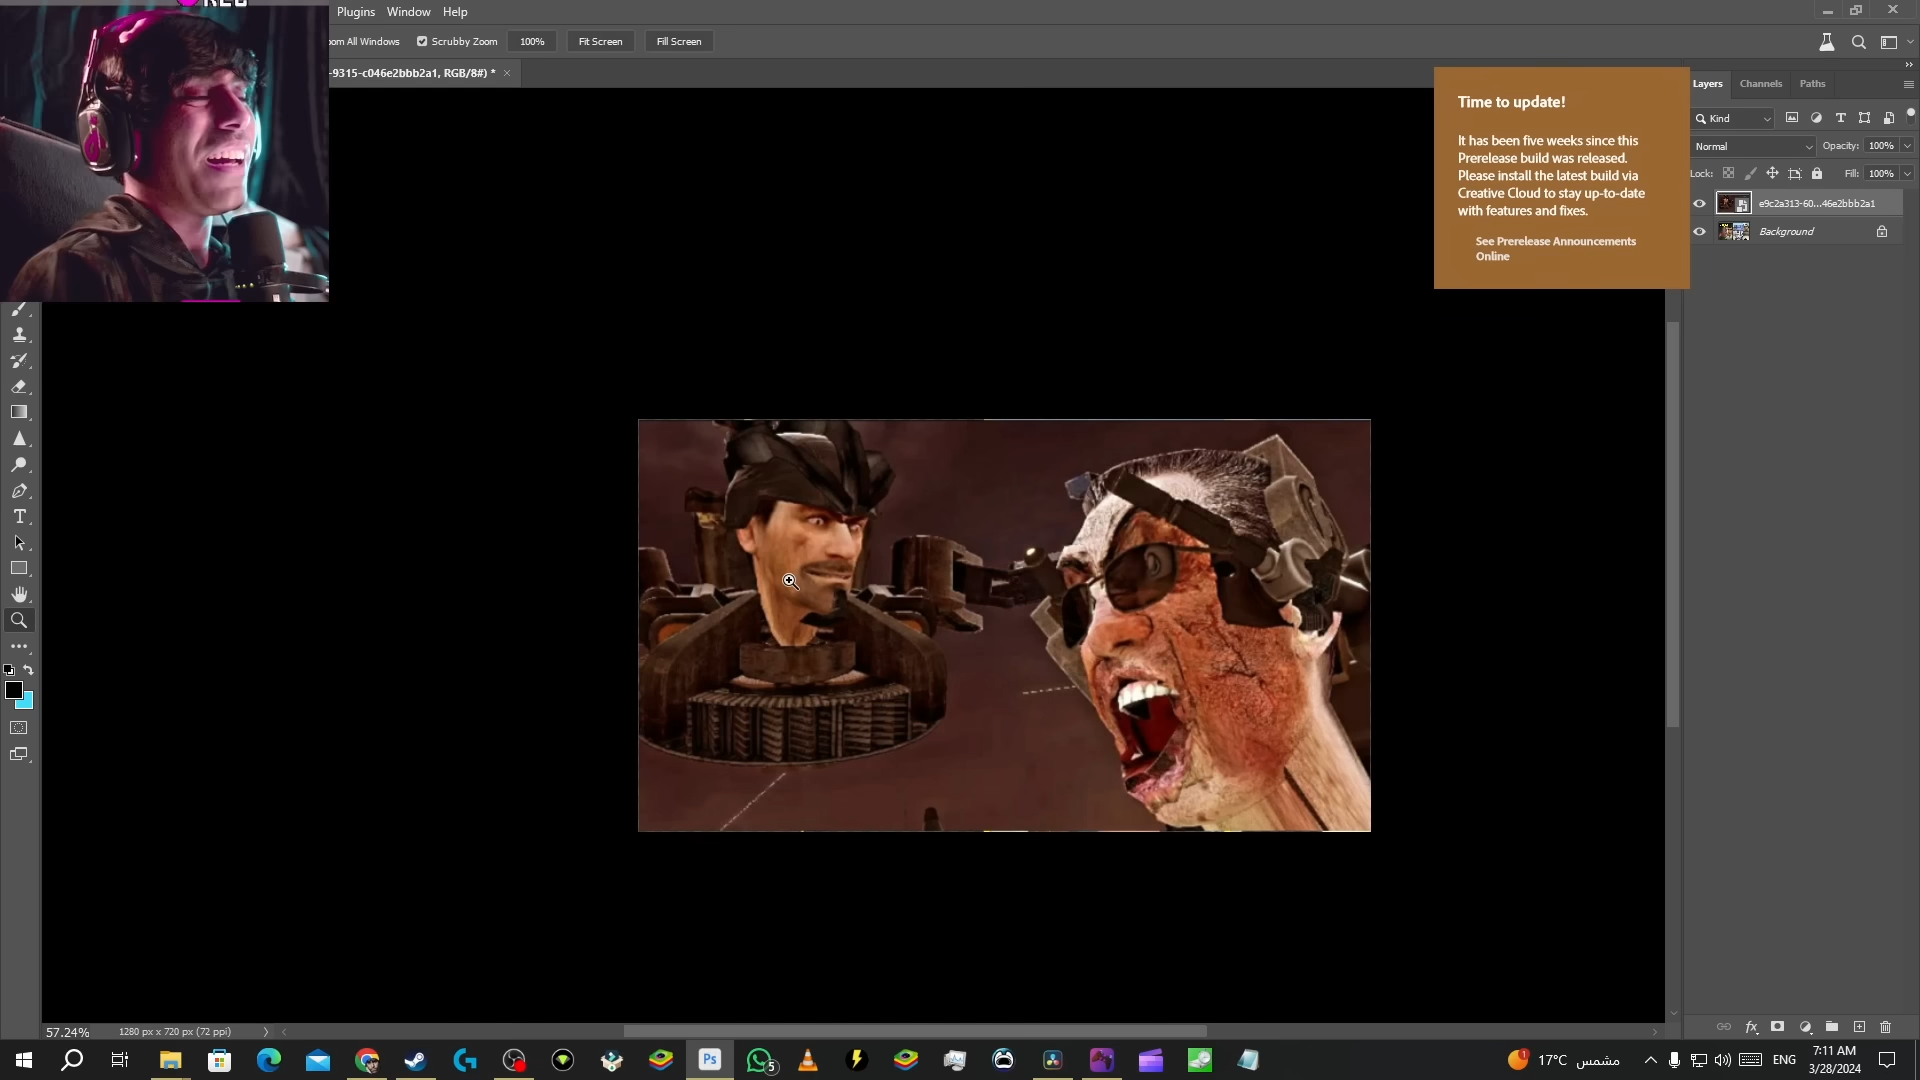 REC
Plugins Window Help
om All Windows Scrubby Zoom 100% Fit Screen Fill Screen
-9315-c046e2bbb2a1, RGB/8#) *
Time to update!
It has been five weeks since this
Prerelease build was released.
Please install the latest build via
Creative Cloud to stay up-to-date
with features and fixes.
See Prerelease Announcements
Online
Layers Channels Paths
Kind
Normal Opacity: 100%
Lock: Fill: 100%
e9c2a313-60...46e2bbb2a1
Background
57.24% 1280 px x 720 px (72 ppi)
Ps 5 1 17°C مشمس ENG 7:11 AM
3/28/2024